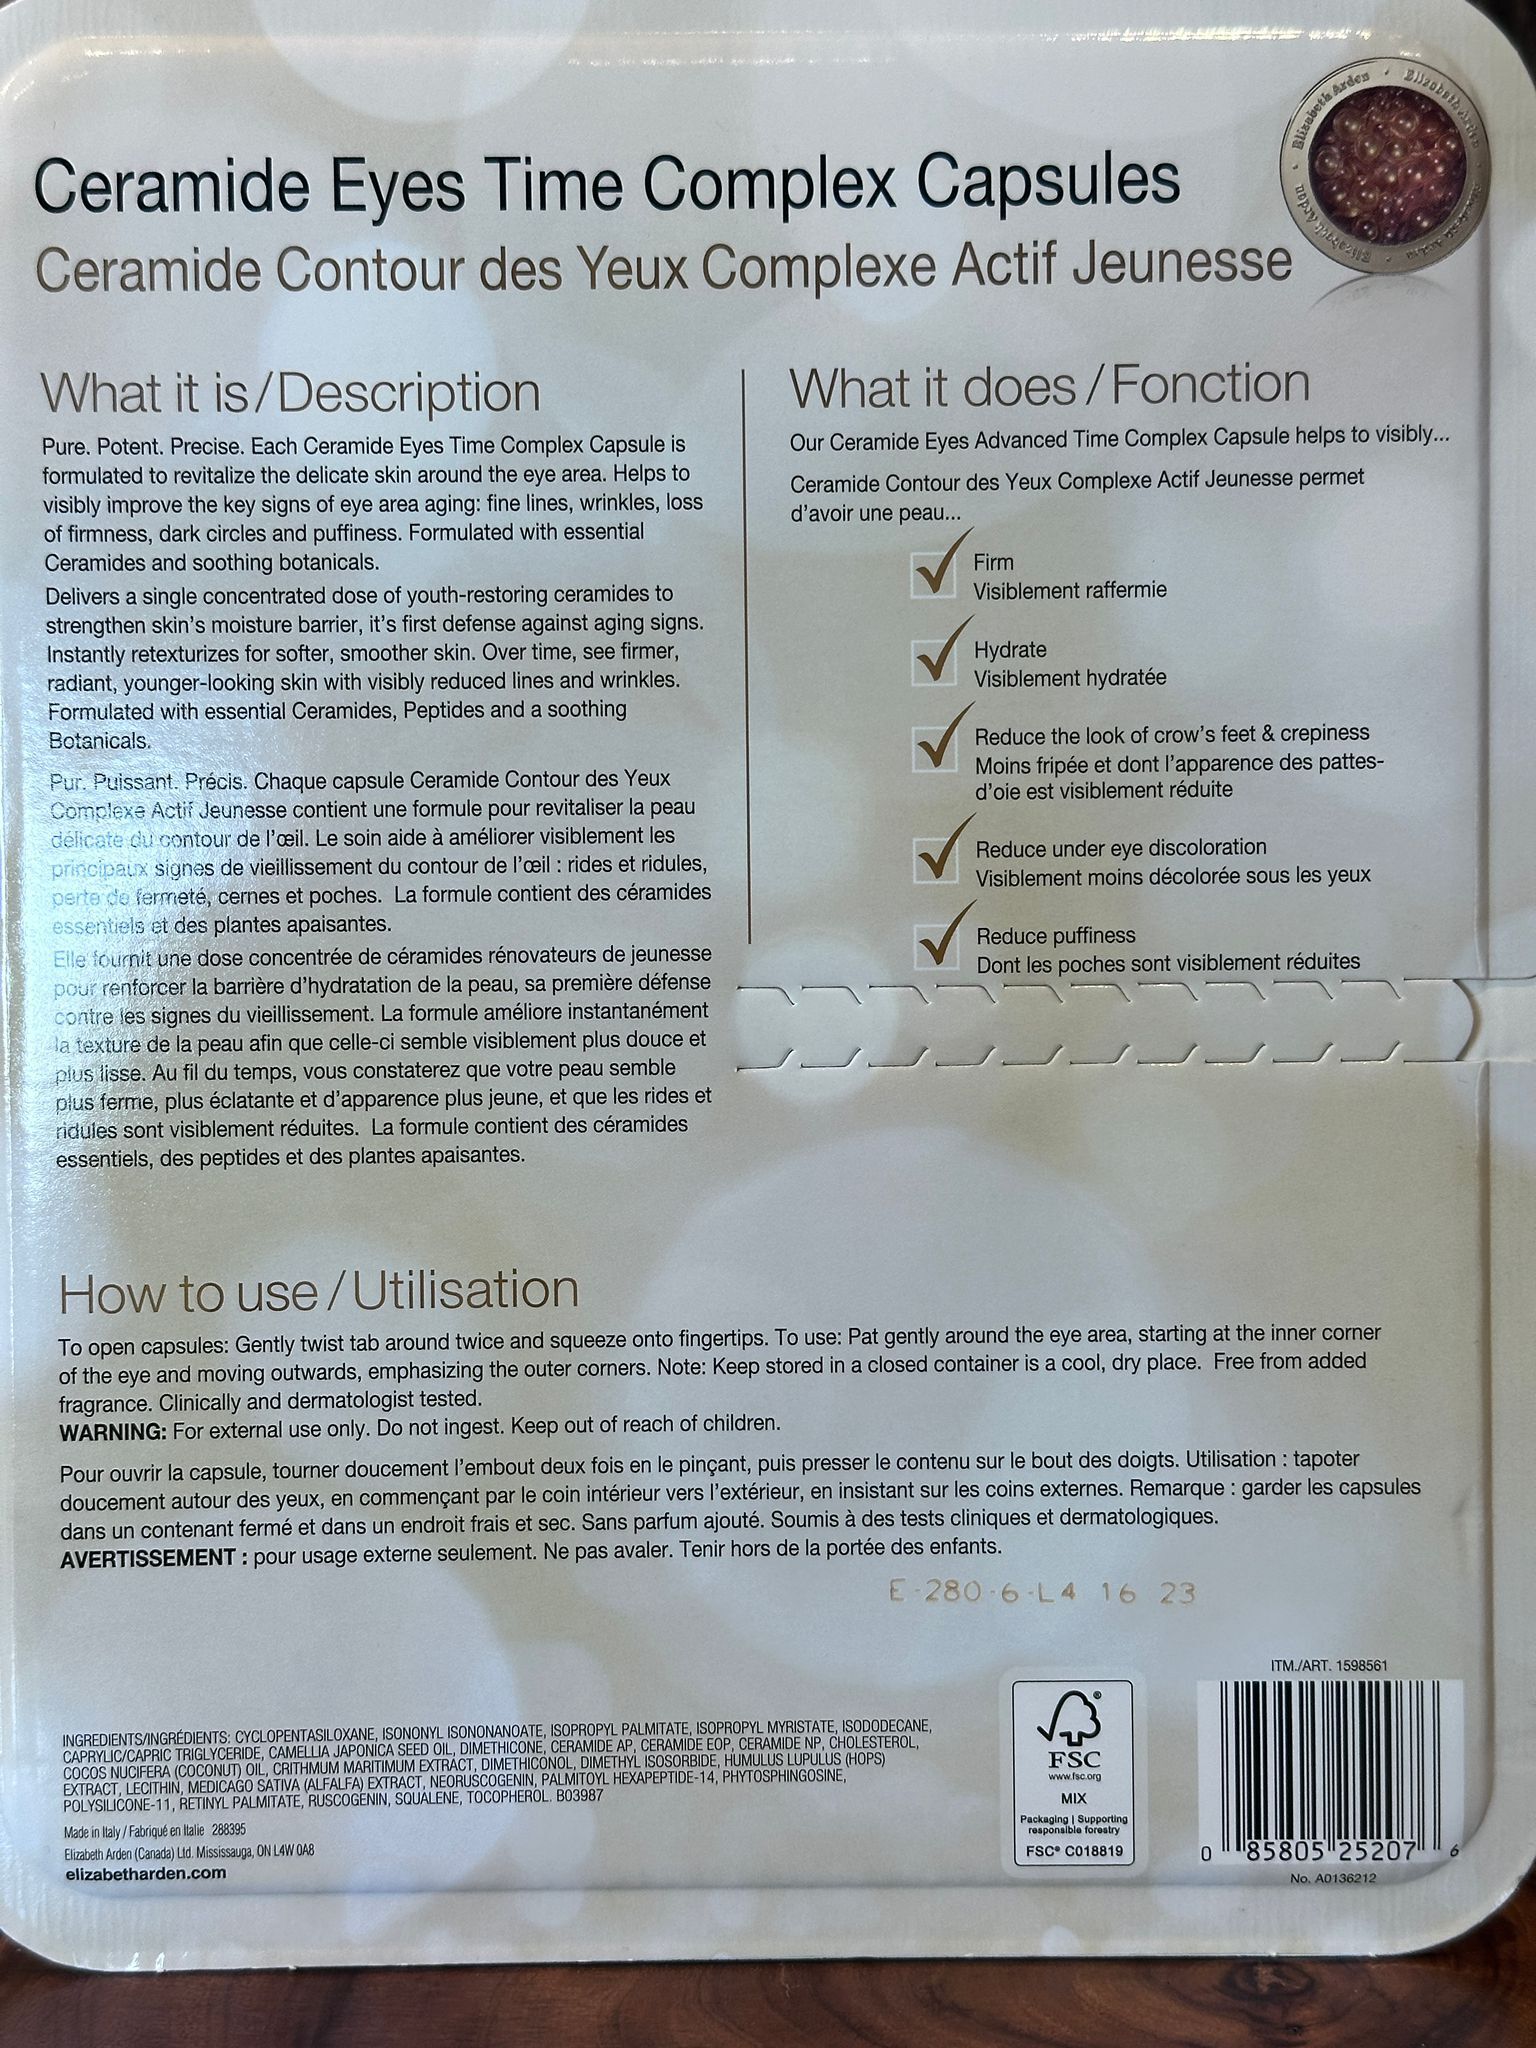 Elizabeth Arden • Elizabeth Arden
Ceramide Eyes Time Complex Capsules
Ceramide Contour des Yeux Complexe Actif Jeunesse
What it is/Description
Pure. Potent. Precise. Each Ceramide Eyes Time Complex Capsule is
formulated to revitalize the delicate skin around the eye area. Helps to
visibly improve the key signs of eye area aging: fine lines, wrinkles, loss
of firmness, dark circles and puffiness. Formulated with essential
Ceramides and soothing botanicals.
Delivers a single concentrated dose of youth-restoring ceramides to
strengthen skin's moisture barrier, it's first defense against aging signs.
Instantly retexturizes for softer, smoother skin. Over time, see firmer,
radiant, younger-looking skin with visibly reduced lines and wrinkles.
Formulated with essential Ceramides, Peptides and a soothing
Botanicals.
Pur. Puissant. Précis. Chaque capsule Ceramide Contour des Yeux
Complexe Actif Jeunesse contient une formule pour revitaliser la peau
délicate du contour de l'œil. Le soin aide à améliorer visiblement les
principaux signes de vieillissement du contour de l'œil : rides et ridules,
perte de fermeté, cernes et poches. La formule contient des céramides
essentiels et des plantes apaisantes.
Elle fournit une dose concentrée de céramides rénovateurs de jeunesse
pour renforcer la barrière d'hydratation de la peau, sa première défense
contre les signes du vieillissement. La formule améliore instantanément
la texture de la peau afin que celle-ci semble visiblement plus douce et
plus lisse. Au fil du temps, vous constaterez que votre peau semble
plus ferme, plus éclatante et d'apparence plus jeune, et que les rides et
ridules sont visiblement réduites. La formule contient des céramides
essentiels, des peptides et des plantes apaisantes.
What it does/Fonction
Our Ceramide Eyes Advanced Time Complex Capsule helps to visibly...
Ceramide Contour des Yeux Complexe Actif Jeunesse permet
d'avoir une peau...
Firm
Visiblement raffermie
Hydrate
Visiblement hydratée
Reduce the look of crow's feet & crepiness
Moins fripée et dont l'apparence des pattes-
d'oie est visiblement réduite
Reduce under eye discoloration
Visiblement moins décolorée sous les yeux
Reduce puffiness
Dont les poches sont visiblement réduites
How to use/Utilisation
To open capsules: Gently twist tab around twice and squeeze onto fingertips. To use: Pat gently around the eye area, starting at the inner corner
of the eye and moving outwards, emphasizing the outer corners. Note: Keep stored in a closed container is a cool, dry place. Free from added
fragrance. Clinically and dermatologist tested.
WARNING: For external use only. Do not ingest. Keep out of reach of children.
Pour ouvrir la capsule, tourner doucement l'embout deux fois en le pinçant, puis presser le contenu sur le bout des doigts. Utilisation : tapoter
doucement autour des yeux, en commençant par le coin intérieur vers l'extérieur, en insistant sur les coins externes. Remarque : garder les capsules
dans un contenant fermé et dans un endroit frais et sec. Sans parfum ajouté. Soumis à des tests cliniques et dermatologiques.
AVERTISSEMENT : pour usage externe seulement. Ne pas avaler. Tenir hors de la portée des enfants.
E-280-6-L4 16 23
INGREDIENTS/INGRÉDIENTS: CYCLOPENTASILOXANE, ISONONYL ISONONANOATE, ISOPROPYL PALMITATE, ISOPROPYL MYRISTATE, ISODODECANE,
CAPRYLIC/CAPRIC TRIGLYCERIDE, CAMELLIA JAPONICA SEED OIL, DIMETHICONE, CERAMIDE AP, CERAMIDE EOP, CERAMIDE NP, CHOLESTEROL,
COCOS NUCIFERA (COCONUT) OIL, CRITHMUM MARITIMUM EXTRACT, DIMETHICONOL, DIMETHYL ISOSORBIDE, HUMULUS LUPULUS (HOPS)
EXTRACT, LECITHIN, MEDICAGO SATIVA (ALFALFA) EXTRACT, NEORUSCOGENIN, PALMITOYL HEXAPEPTIDE-14, PHYTOSPHINGOSINE,
POLYSILICONE-11, RETINYL PALMITATE, RUSCOGENIN, SQUALENE, TOCOPHEROL. B03987
Made in Italy / Fabriqué en Italie 288395
Elizabeth Arden (Canada) Ltd. Mississauga, ON L4W 0A8
elizabetharden.com
®
FSC
www.fsc.org
MIX
Packaging | Supporting
responsible forestry
FSC® C018819
ITM./ART. 1598561
0 85805 25207 6
No. A0136212